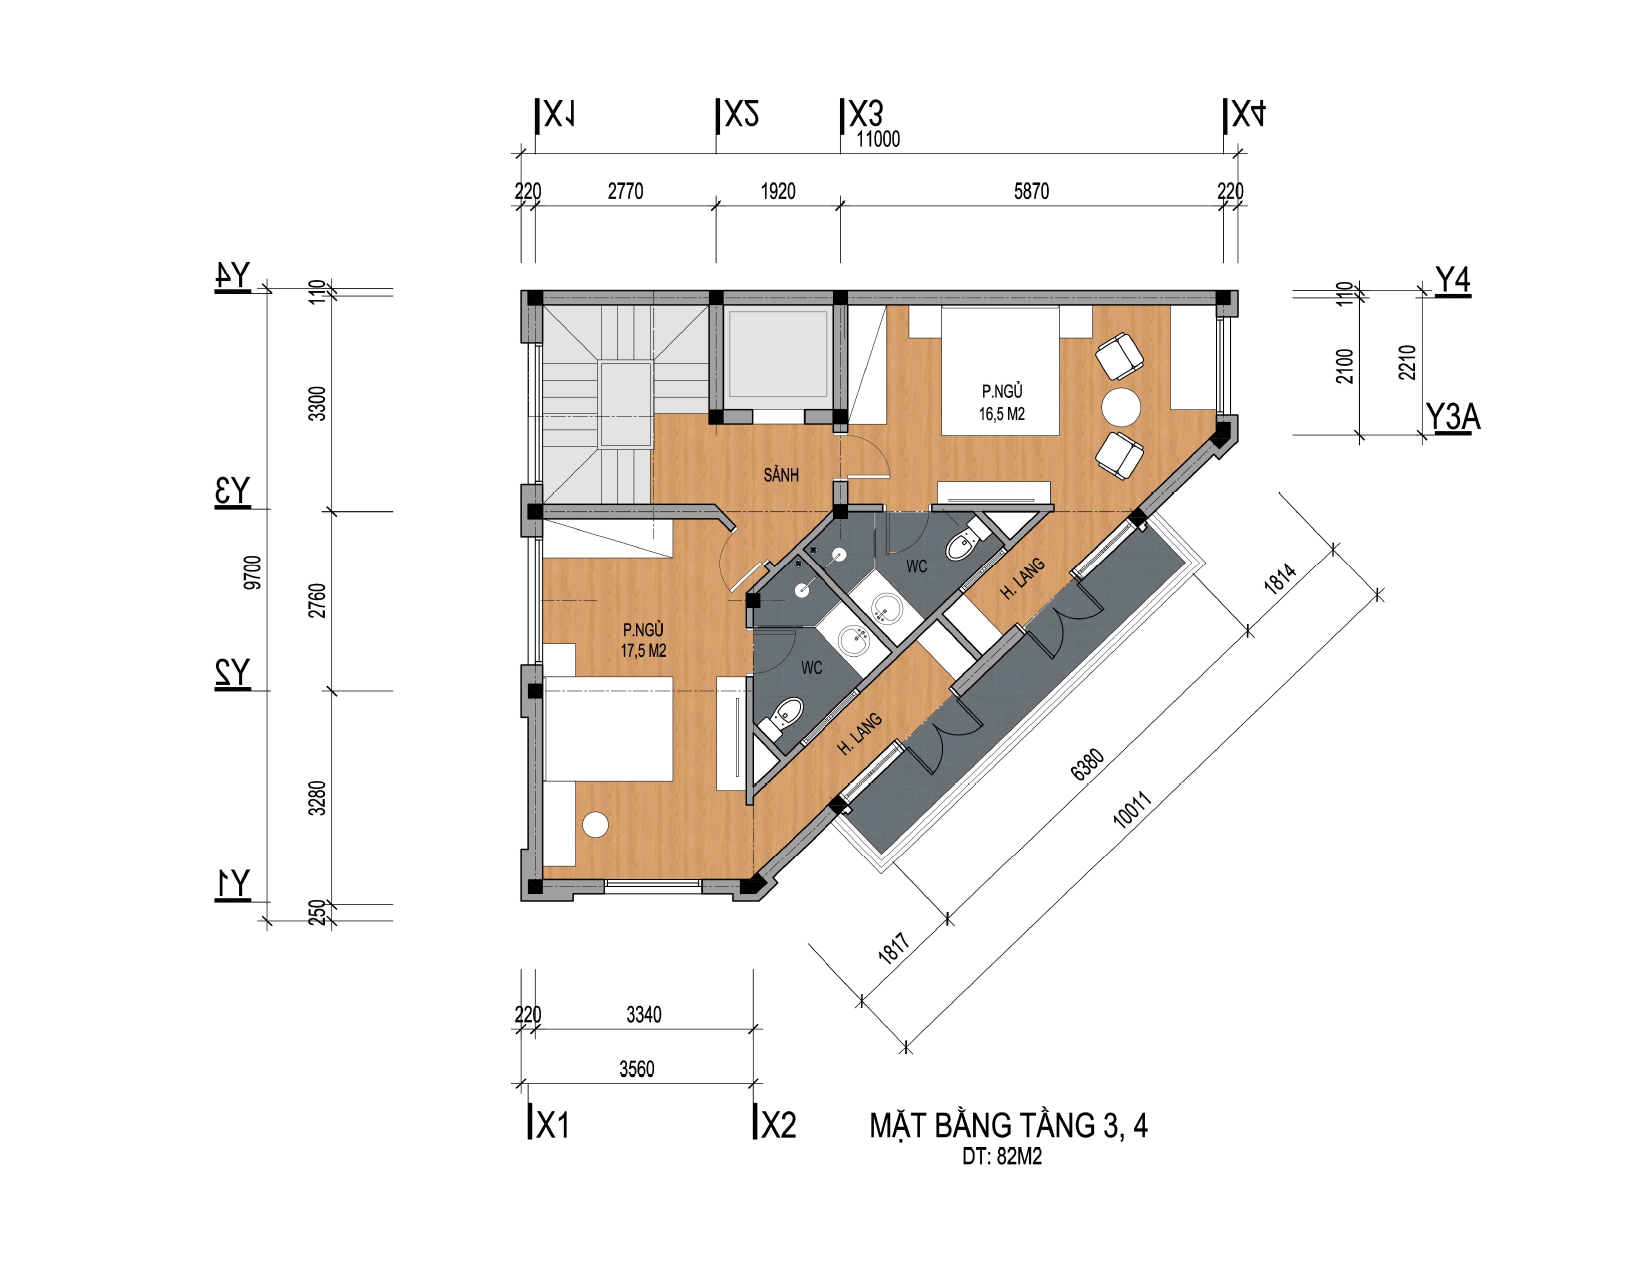 X1
X2
X3
X4
11000
220
2770
1920
5870
220
Y4
Y4
110
110
3300
2100
2210
P.NGỦ
16,5 M2
Y3A
SẢNH
Y3
9700
2760
WC
H. LANG
1814
P.NGỦ
17,5 M2
WC
Y2
H. LANG
6380
3280
10011
Y1
250
1817
220
3340
3560
X1
X2
MẶT BẰNG TẦNG 3, 4
DT: 82M2